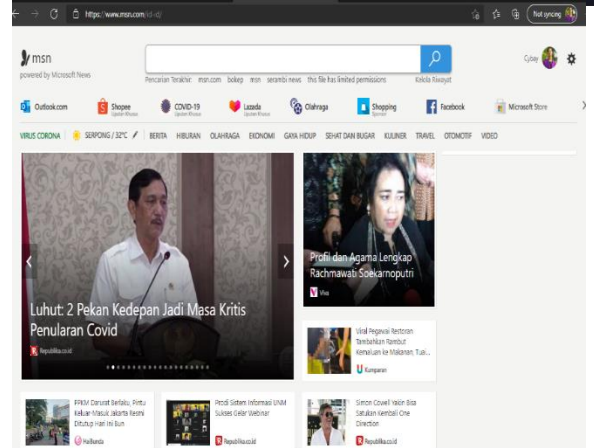 https://www.msn.com/id-id/
Not syncing
msn
powered by Microsoft News
Pencarian Terakhir: msn.com bokep msn serambi news this file has limited permissions
Kelola Riwayat
Cybay
Outlook.com
Shopee
COVID-19
Lazada
Olahraga
Shopping
Facebook
Microsoft Store
VIRUS CORONA
SERPONG / 32°C
BERITA HIBURAN OLAHRAGA EKONOMI GAYA HIDUP SEHAT DAN BUGAR KULINER TRAVEL OTOMOTIF VIDEO
Luhut: 2 Pekan Kedepan Jadi Masa Kritis
Penularan Covid
Republika.co.id
Profil dan Agama Lengkap
Rachmawati Soekarnoputri
Viva
Viral Pegawai Restoran
Tambahkan Rambut
Kemaluan ke Makanan, Tuai...
Kumparan
PPKM Darurat Berlaku, Pintu
Keluar-Masuk Jakarta Resmi
Ditutup Hari Ini Bun
HaiBunda
Prodi Sistem Informasi UNM
Sukses Gelar Webinar
Republika.co.id
Simon Cowell Yakin Bisa
Satukan Kembali One
Direction
Republika.co.id